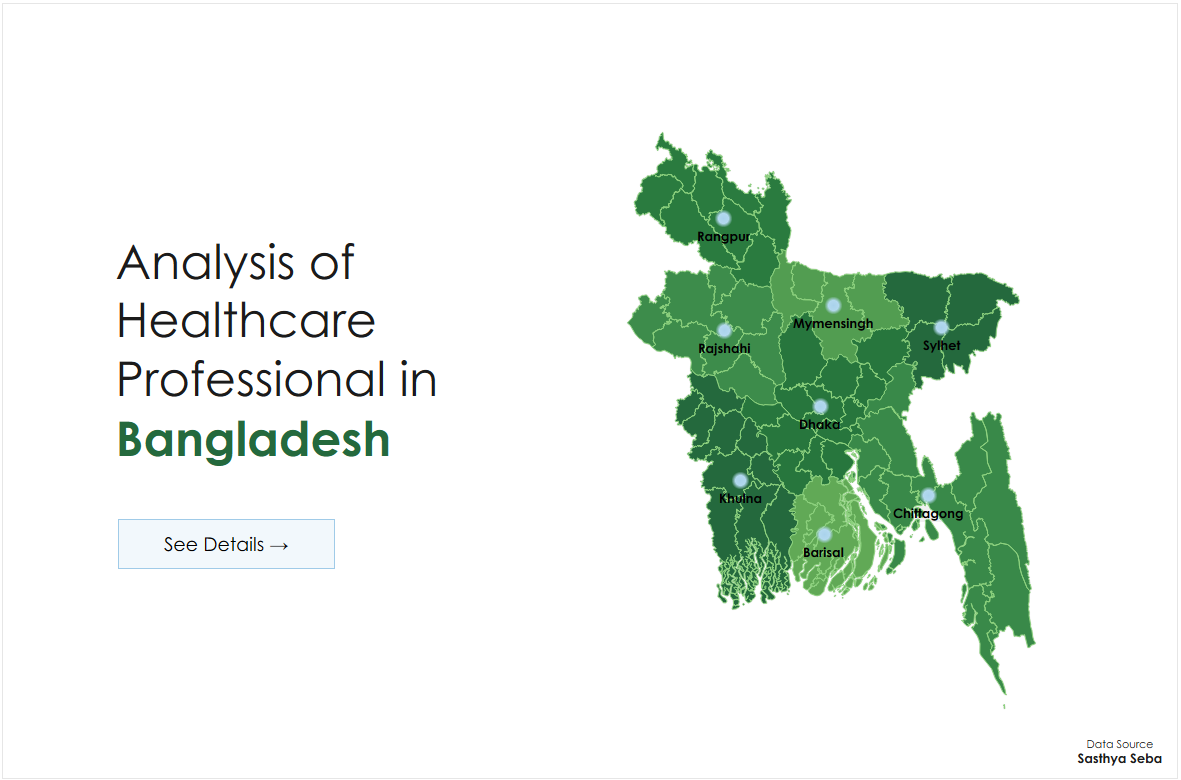 Analysis of
Healthcare
Professional in
Bangladesh
See Details →
Rangpur
Mymensingh
Rajshahi
Sylhet
Dhaka
Khulna
Chittagong
Barisal
Data Source
Sasthya Seba